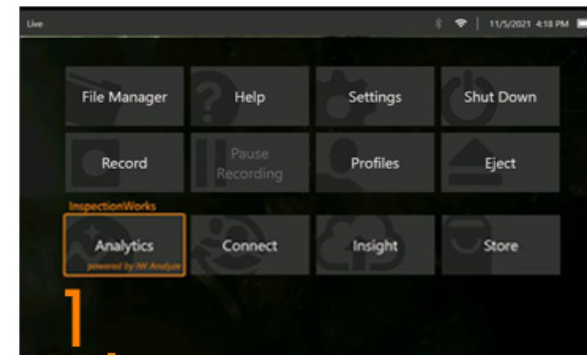 Live 11/5/2021 4:18 PM
File Manager Help Settings Shut Down
Record Pause Recording Profiles Eject
InspectionWorks
Analytics Connect Insight Store
powered by IW Analyze
1